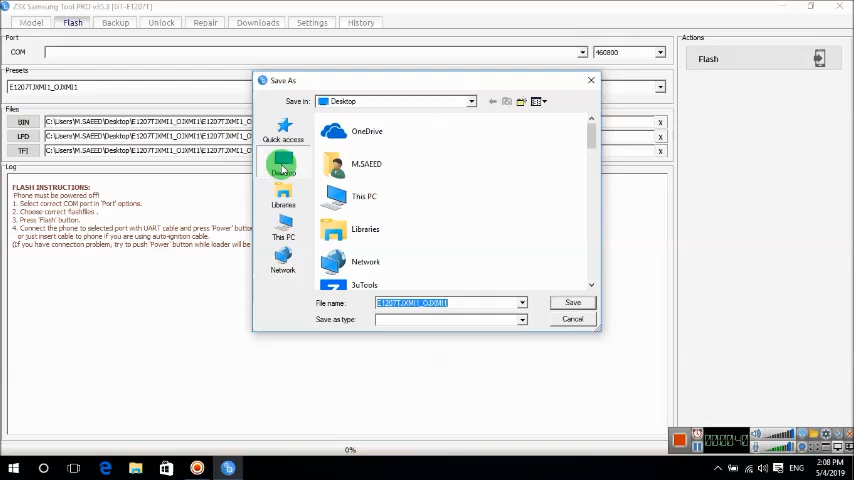 Z3X Samsung Tool PRO v35.3 [GT-E1207T]
Model Flash Backup Unlock Repair Downloads Settings History
Port
COM 460800
Actions
Flash
Presets
E1207TJXMI1_OJXMI1
Files
BIN C:\Users\M.SAEED\Desktop\E1207TJXMI1_OJXMI1\E1207TJXMI1_O X
LPD C:\Users\M.SAEED\Desktop\E1207TJXMI1_OJXMI1\E1207TJXMI1_O X
TFI C:\Users\M.SAEED\Desktop\E1207TJXMI1_OJXMI1\E1207TJXMI1_O X
Log
FLASH INSTRUCTIONS:
Phone must be powered off!
1. Select correct COM port in 'Port' options.
2. Choose correct flashfiles .
3. Press 'Flash' button.
4. Connect the phone to selected port with UART cable and press 'Power' button
or just insert cable to phone if you are using auto-ignition cable.
(If you have connection problem, try to push 'Power' button while loader will be
Save As
Save in: Desktop
Quick access
Desktop
Libraries
This PC
Network
OneDrive
M.SAEED
This PC
Libraries
Network
3uTools
File name: E1207TJXMI1_OJXMI1 Save
Save as type: Cancel
0%
00:00:40
ENG
2:08 PM
5/4/2019